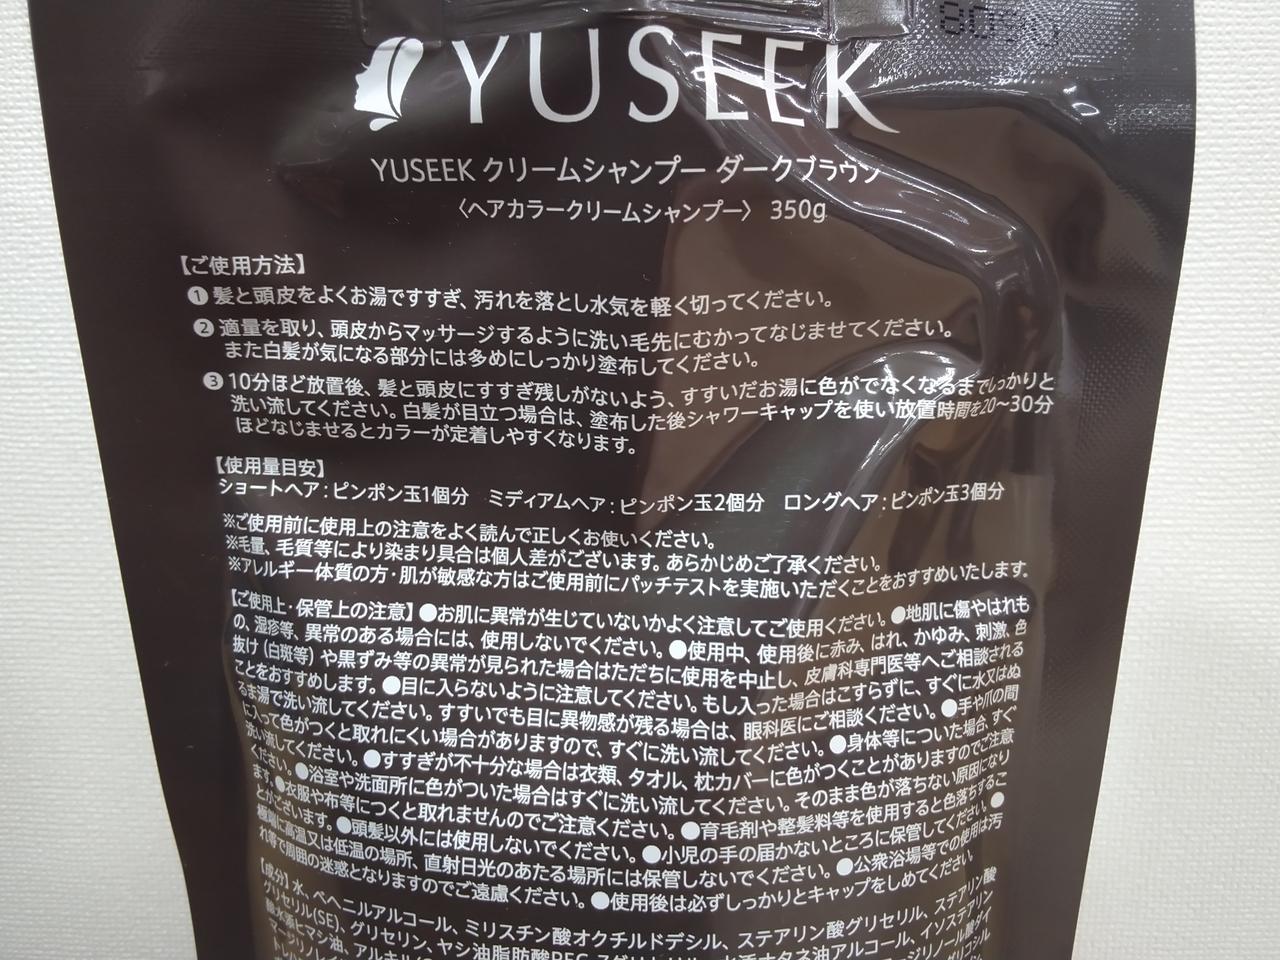 YUSEEK
YUSEEK クリームシャンプー ダークブラウン
〈ヘアカラークリームシャンプー〉 350g
【ご使用方法】
❶ 髪と頭皮をよくお湯ですすぎ、汚れを落とし水気を軽く切ってください。
❷ 適量を取り、頭皮からマッサージするように洗い毛先にむかってなじませてください。
また白髪が気になる部分には多めにしっかり塗布してください。
❸ 10分ほど放置後、髪と頭皮にすすぎ残しがないよう、すすいだお湯に色がでなくなるまでしっかりと
洗い流してください。白髪が目立つ場合は、塗布した後シャワーキャップを使い放置時間を20〜30分
ほどなじませるとカラーが定着しやすくなります。
【使用量目安】
ショートヘア : ピンポン玉1個分 ミディアムヘア : ピンポン玉2個分 ロングヘア : ピンポン玉3個分
※ご使用前に使用上の注意をよく読んで正しくお使いください。
※毛量、毛質等により染まり具合は個人差がございます。あらかじめご了承ください。
※アレルギー体質の方・肌が敏感な方はご使用前にパッチテストを実施いただくことをおすすめいたします。
【ご使用上・保管上の注意】●お肌に異常が生じていないかよく注意してご使用ください。●地肌に傷やはれも
の、湿疹等、異常のある場合には、使用しないでください。●使用中、使用後に赤み、はれ、かゆみ、刺激、色
抜け（白斑等）や黒ずみ等の異常が見られた場合はただちに使用を中止し、皮膚科専門医等へご相談される
ことをおすすめします。●目に入らないように注意してください。もし入った場合はこすらずに、すぐに水又はぬ
るま湯で洗い流してください。すすいでも目に異物感が残る場合は、眼科医にご相談ください。●手や爪の間
に入って色がつくと取れにくい場合がありますので、すぐに洗い流してください。●身体等についた場合、すぐ
洗い流してください。●すすぎが不十分な場合は衣類、タオル、枕カバーに色がつくことがありますのでご注意
ください。●浴室や洗面所に色がついた場合はすぐに洗い流してください。そのまま色が落ちない原因になり
ます。●衣服や布等につくと取れませんのでご注意ください。●育毛剤や整髪料等を使用すると色落ちするこ
とがございます。●頭髪以外には使用しないでください。●小児の手の届かないところに保管してください。●
極端に高温又は低温の場所、直射日光のあたる場所には保管しないでください。●公衆浴場等での使用は汚
れ等で周囲の迷惑となりますのでご遠慮ください。●使用後は必ずしっかりとキャップをしめてください。
【成分】水、ベヘニルアルコール、ミリスチン酸オクチルドデシル、ステアリン酸グリセリル、ステアリン酸
グリセリル(SE)、グリセリン、ヤシ油脂肪酸PEG-7グリセリル、水添ナタネ油アルコール、イソステアリン
酸水添ヒマシ油、アルキル